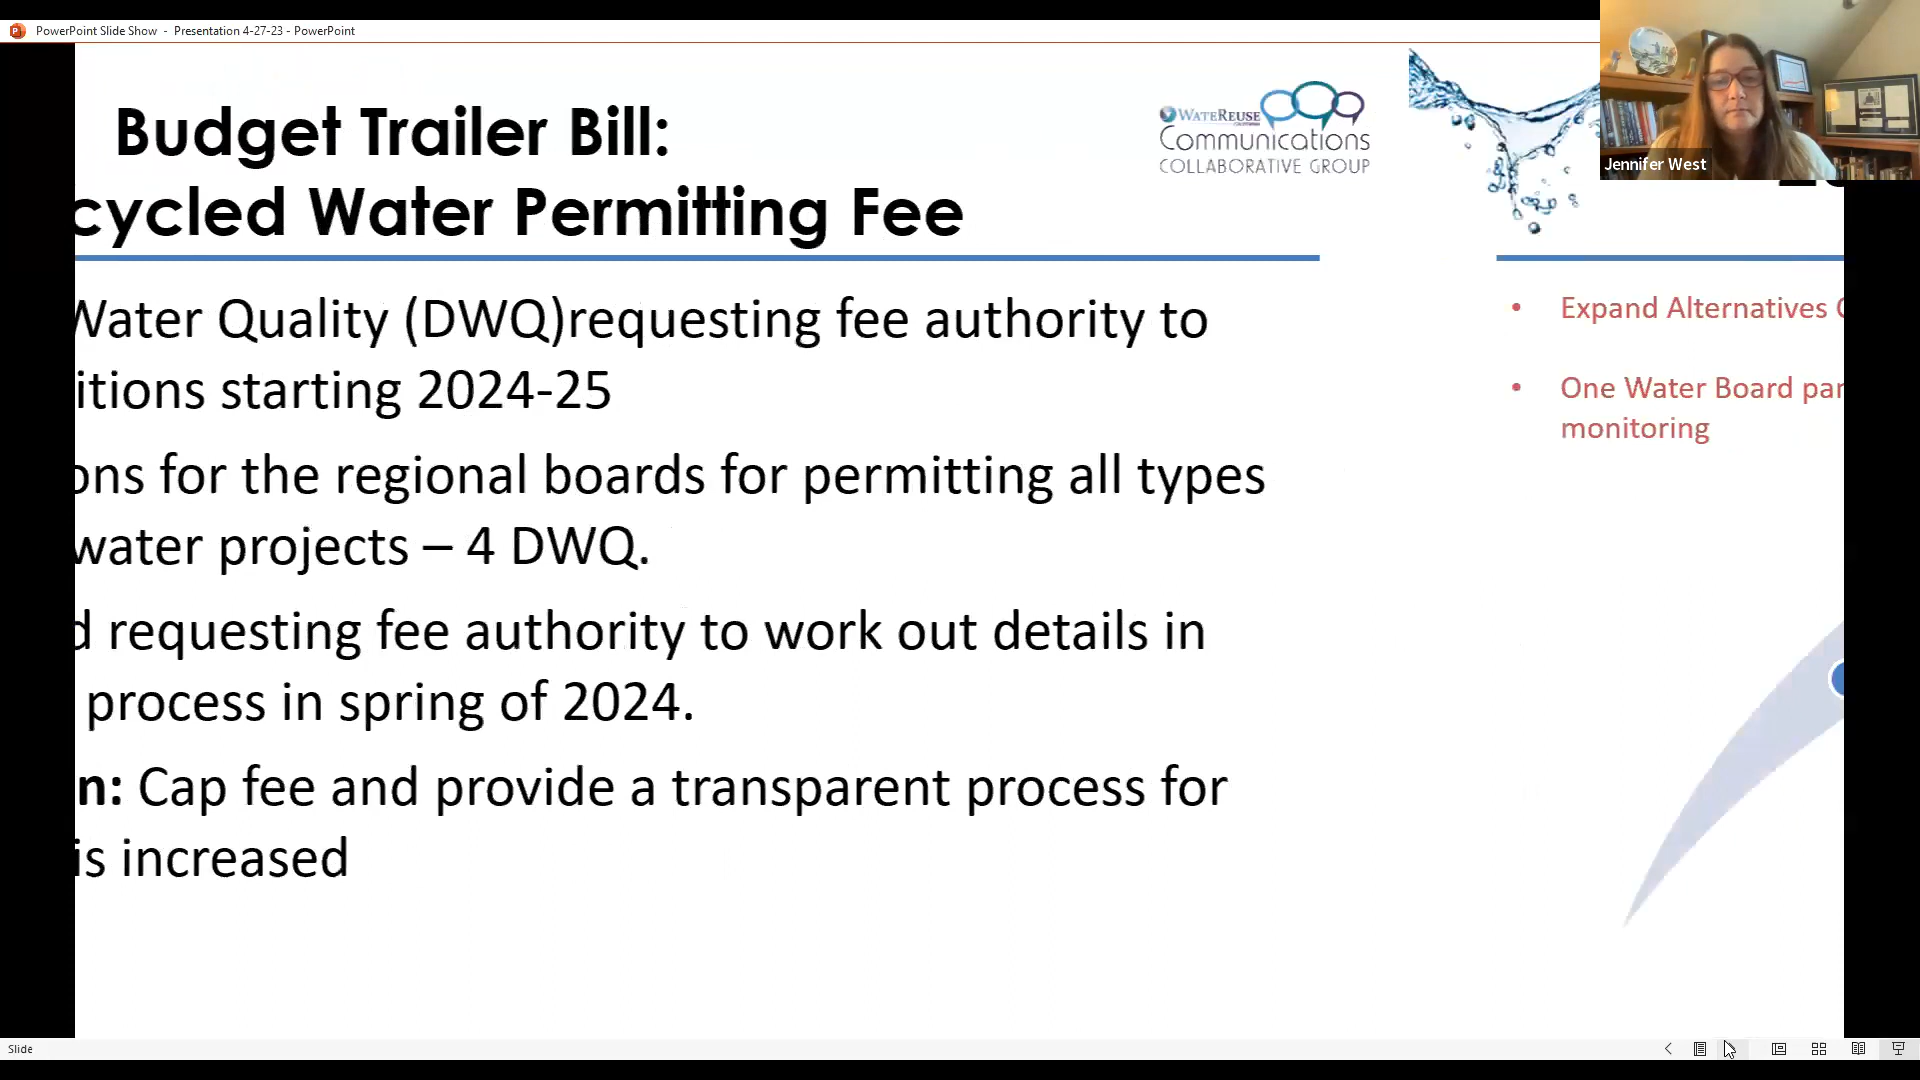 PowerPoint Slide Show - Presentation 4-27-23 - PowerPoint
Jennifer West
WATEREUSE
Communications
COLLABORATIVE GROUP
Budget Trailer Bill:
cycled Water Permitting Fee
Water Quality (DWQ)requesting fee authority to
itions starting 2024-25
ons for the regional boards for permitting all types
water projects – 4 DWQ.
d requesting fee authority to work out details in
process in spring of 2024.
n: Cap fee and provide a transparent process for
is increased
Expand Alternatives
One Water Board par
monitoring
Slide